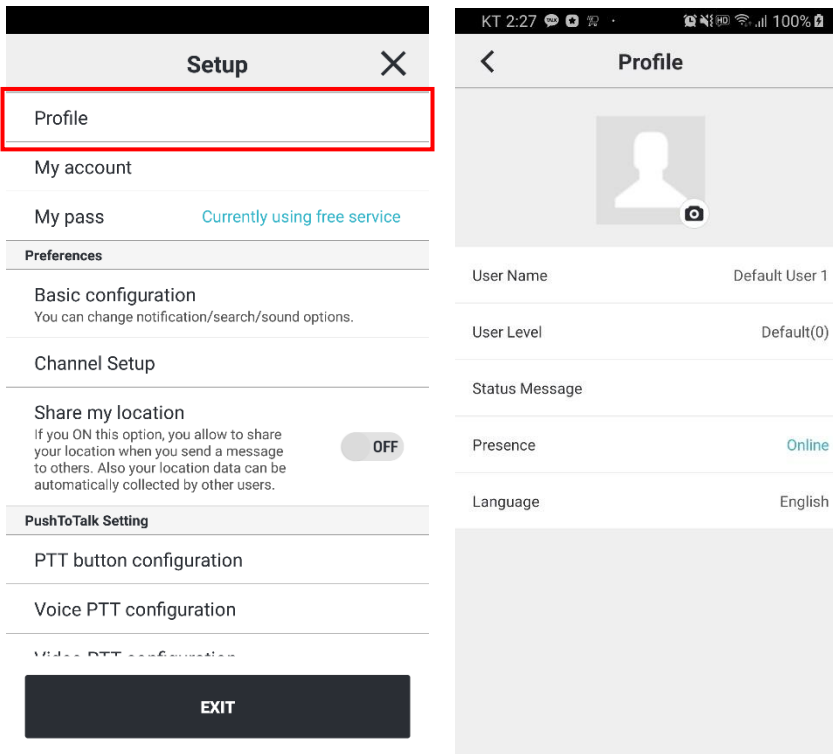 Setup
Profile
My account
My pass Currently using free service
Preferences
Basic configuration
You can change notification/search/sound options.
Channel Setup
Share my location
If you ON this option, you allow to share
your location when you send a message
to others. Also your location data can be
automatically collected by other users.
OFF
PushToTalk Setting
PTT button configuration
Voice PTT configuration
Video PTT configuration
EXIT
KT 2:27 100%
Profile
User Name Default User 1
User Level Default(0)
Status Message
Presence Online
Language English